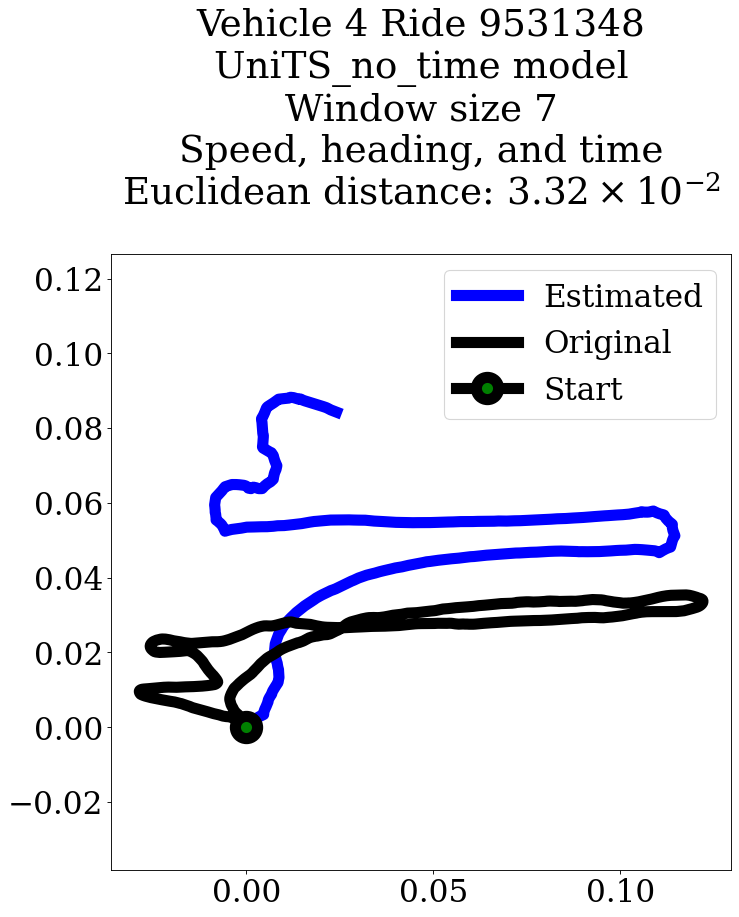 Vehicle 4 Ride 9531348
UniTS_no_time model
Window size 7
Speed, heading, and time
Euclidean distance: 3.32 × 10⁻²
Estimated
Original
Start
0.12
0.10
0.08
0.06
0.04
0.02
0.00
−0.02
0.00 0.05 0.10